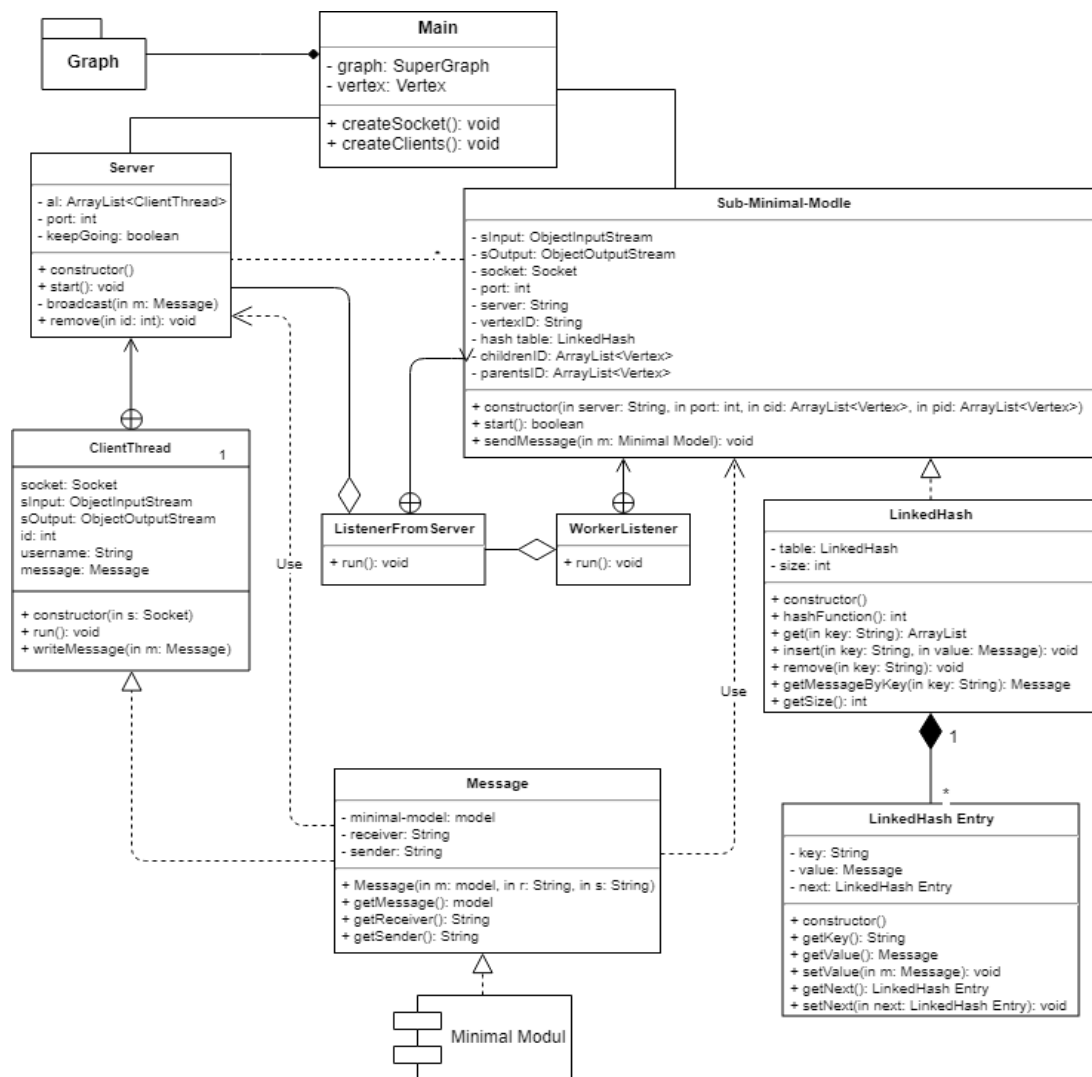 Graph
Main
- graph: SuperGraph
- vertex: Vertex
+ createSocket(): void
+ createClients(): void
Server
- al: ArrayList<ClientThread>
- port: int
- keepGoing: boolean
+ constructor()
+ start(): void
- broadcast(in m: Message)
+ remove(in id: int): void
*
Sub-Minimal-Modle
- sInput: ObjectInputStream
- sOutput: ObjectOutputStream
- socket: Socket
- port: int
- server: String
- vertexID: String
- hash table: LinkedHash
- childrenID: ArrayList<Vertex>
- parentsID: ArrayList<Vertex>
+ constructor(in server: String, in port: int, in cid: ArrayList<Vertex>, in pid: ArrayList<Vertex>)
+ start(): boolean
+ sendMessage(in m: Minimal Model): void
ClientThread
1
socket: Socket
sInput: ObjectInputStream
sOutput: ObjectOutputStream
id: int
username: String
message: Message
+ constructor(in s: Socket)
+ run(): void
+ writeMessage(in m: Message)
Use
ListenerFromServer
+ run(): void
WorkerListener
+ run(): void
Use
LinkedHash
- table: LinkedHash
- size: int
+ constructor()
+ hashFunction(): int
+ get(in key: String): ArrayList
+ insert(in key: String, in value: Message): void
+ remove(in key: String): void
+ getMessageByKey(in key: String): Message
+ getSize(): int
1
*
Message
- minimal-model: model
- receiver: String
- sender: String
+ Message(in m: model, in r: String, in s: String)
+ getMessage(): model
+ getReceiver(): String
+ getSender(): String
LinkedHash Entry
- key: String
- value: Message
- next: LinkedHash Entry
+ constructor()
+ getKey(): String
+ getValue(): Message
+ setValue(in m: Message): void
+ getNext(): LinkedHash Entry
+ setNext(in next: LinkedHash Entry): void
Minimal Modul